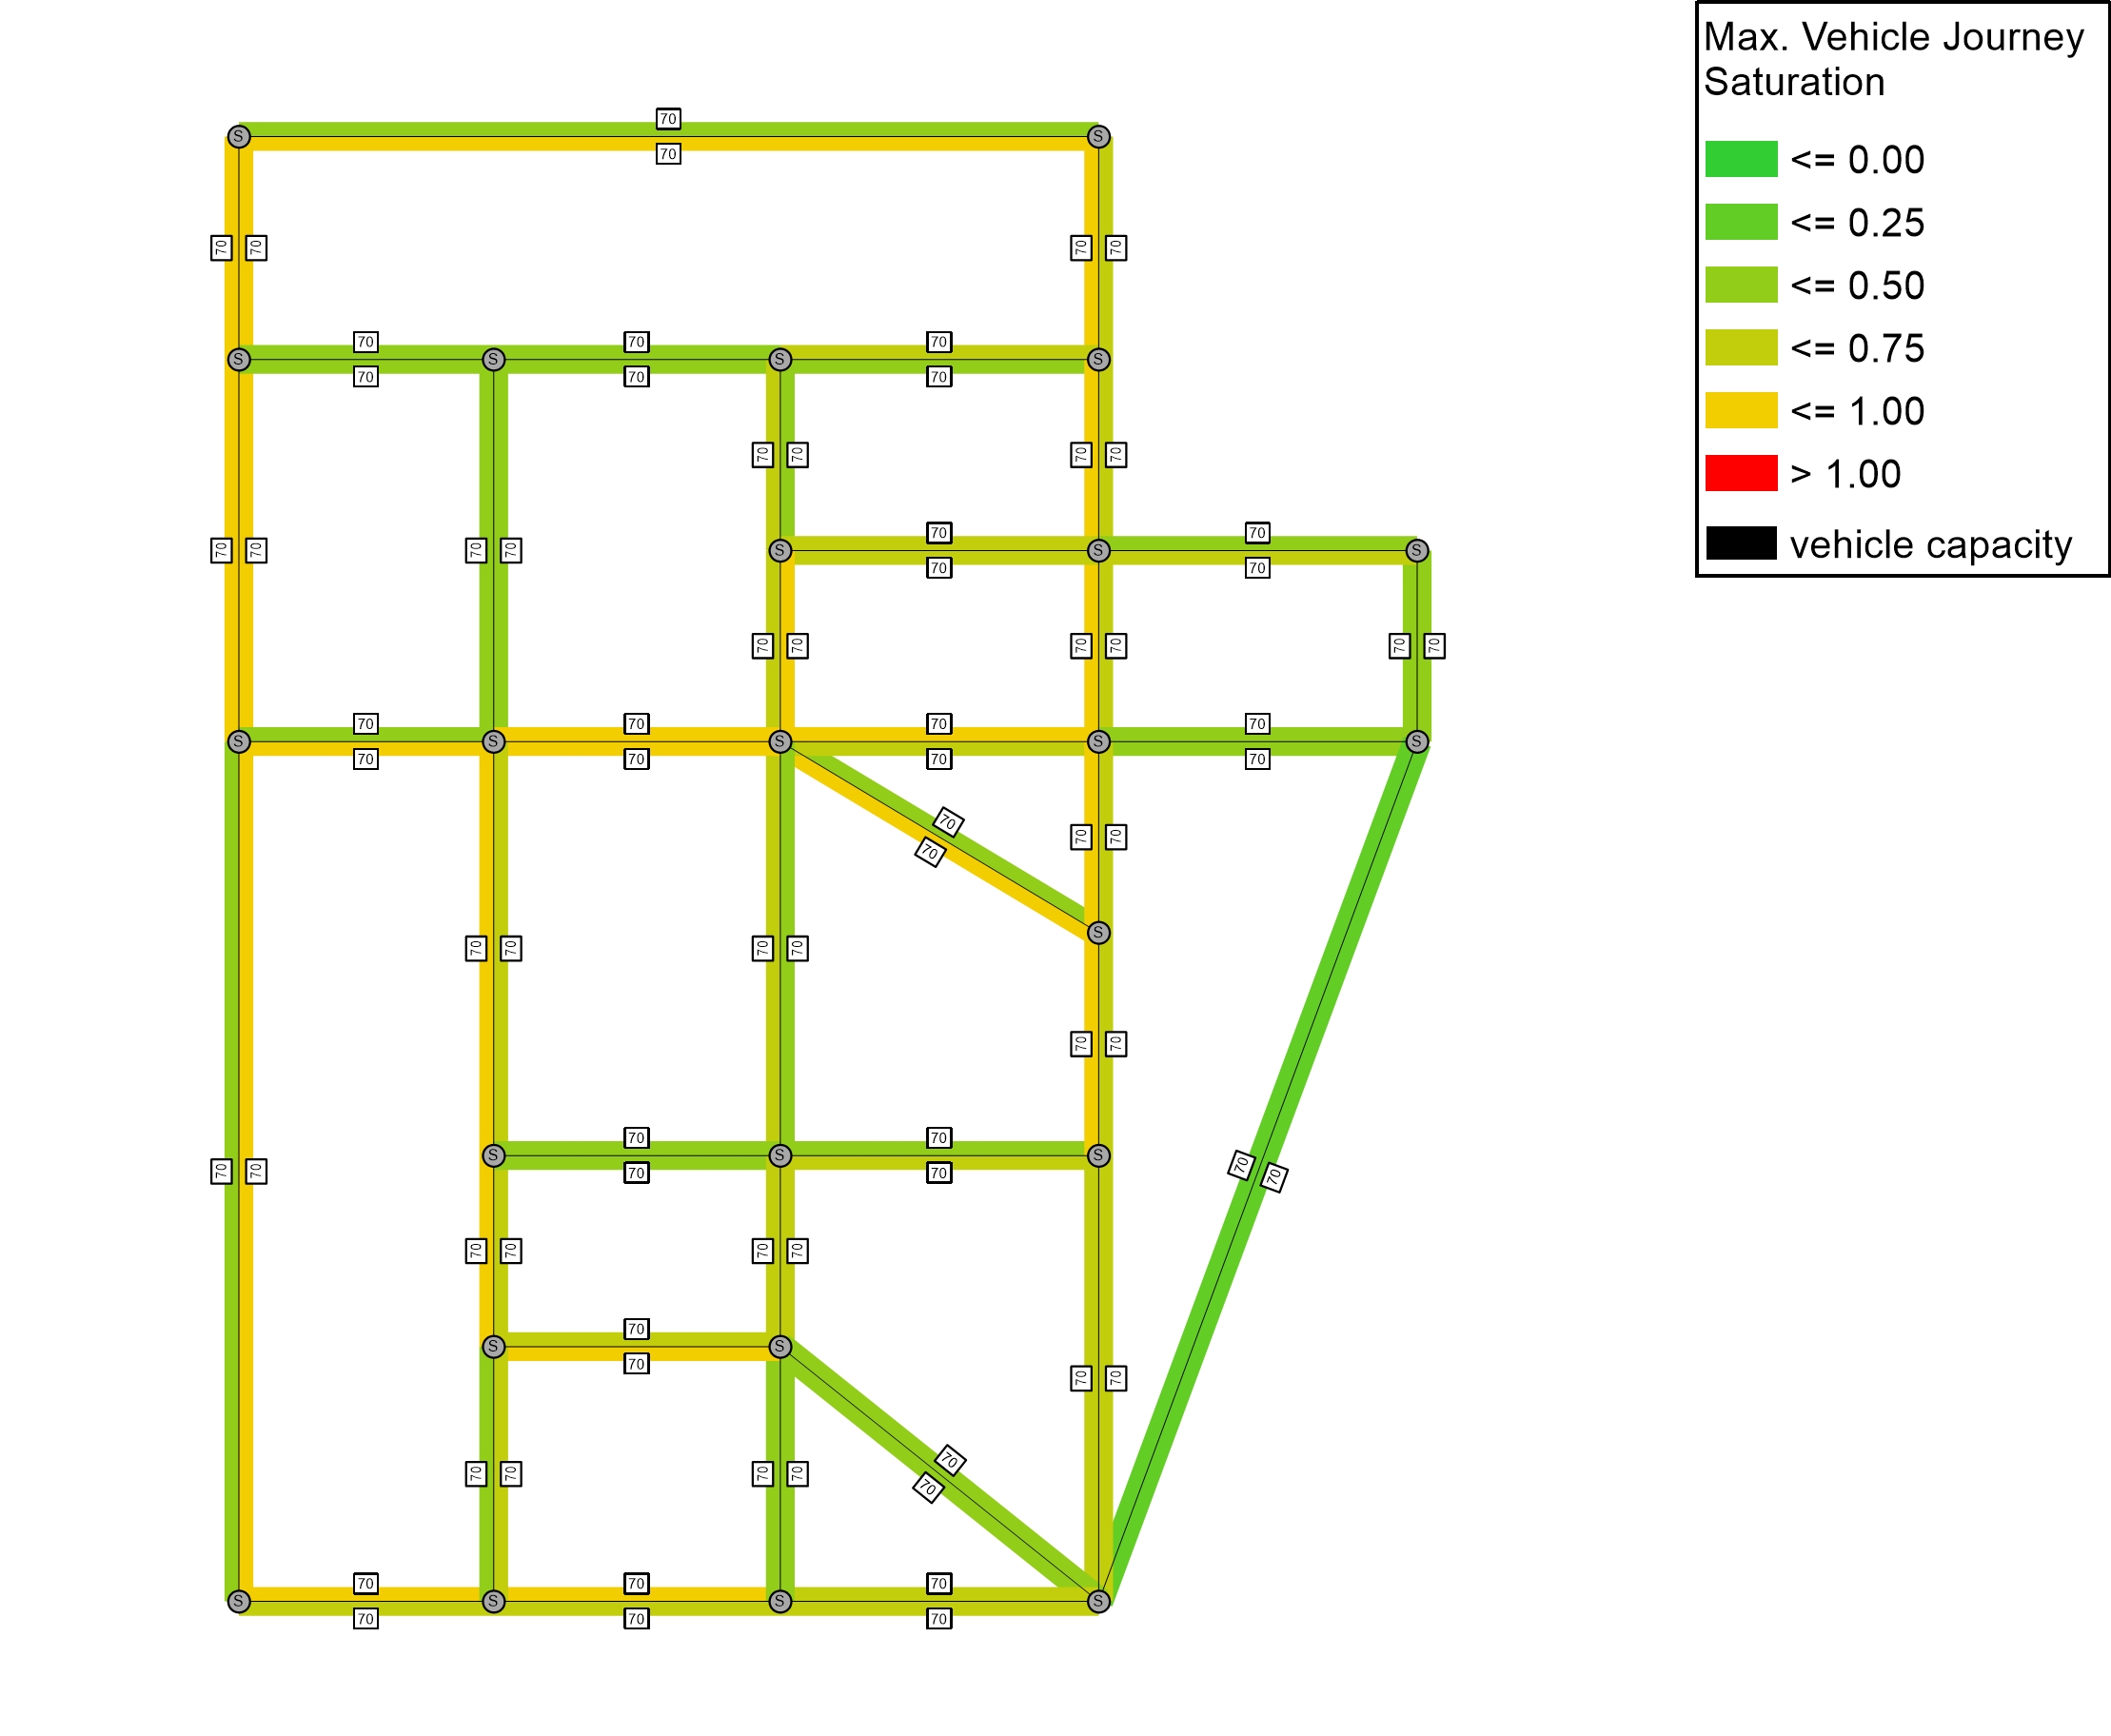 Max. Vehicle Journey
Saturation
<= 0.00
<= 0.25
<= 0.50
<= 0.75
<= 1.00
> 1.00
vehicle capacity
70
S S
70
70 70 70 70
70 70 70
S S S S
70 70 70
70 70 70 70
70 70
70 70 70 70 S S S
70 70
70 70 70 70 70 70
70 70 70 70
S S S S S
70 70 70 70
70
70 70
70
S
70 70 70 70
70 70
70 70
S S S
70 70 70 70 70 70
70 70 70 70
70
S S
70
70 70
70
70 70 70 70
70
70 70 70
S S S S
70 70 70